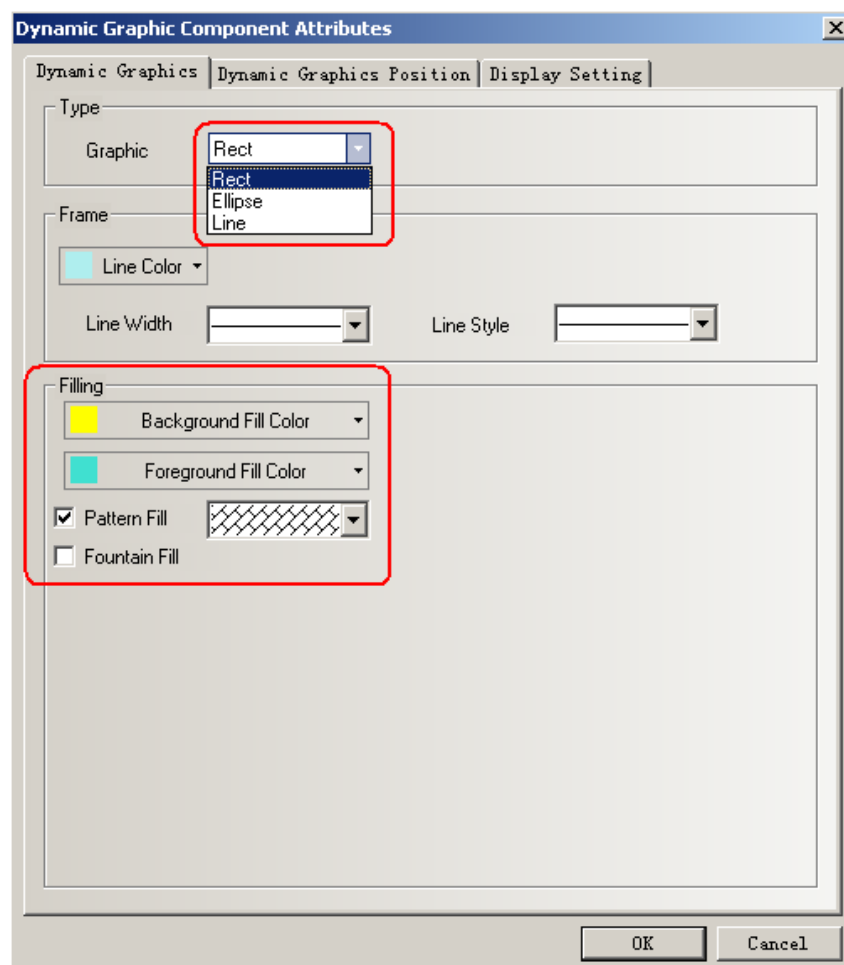 Dynamic Graphic Component Attributes
Dynamic Graphics Dynamic Graphics Position Display Setting
Type
Graphic Rect
Rect
Ellipse
Line
Frame
Line Color
Line Width Line Style
Filling
Background Fill Color
Foreground Fill Color
Pattern Fill
Fountain Fill
OK Cancel